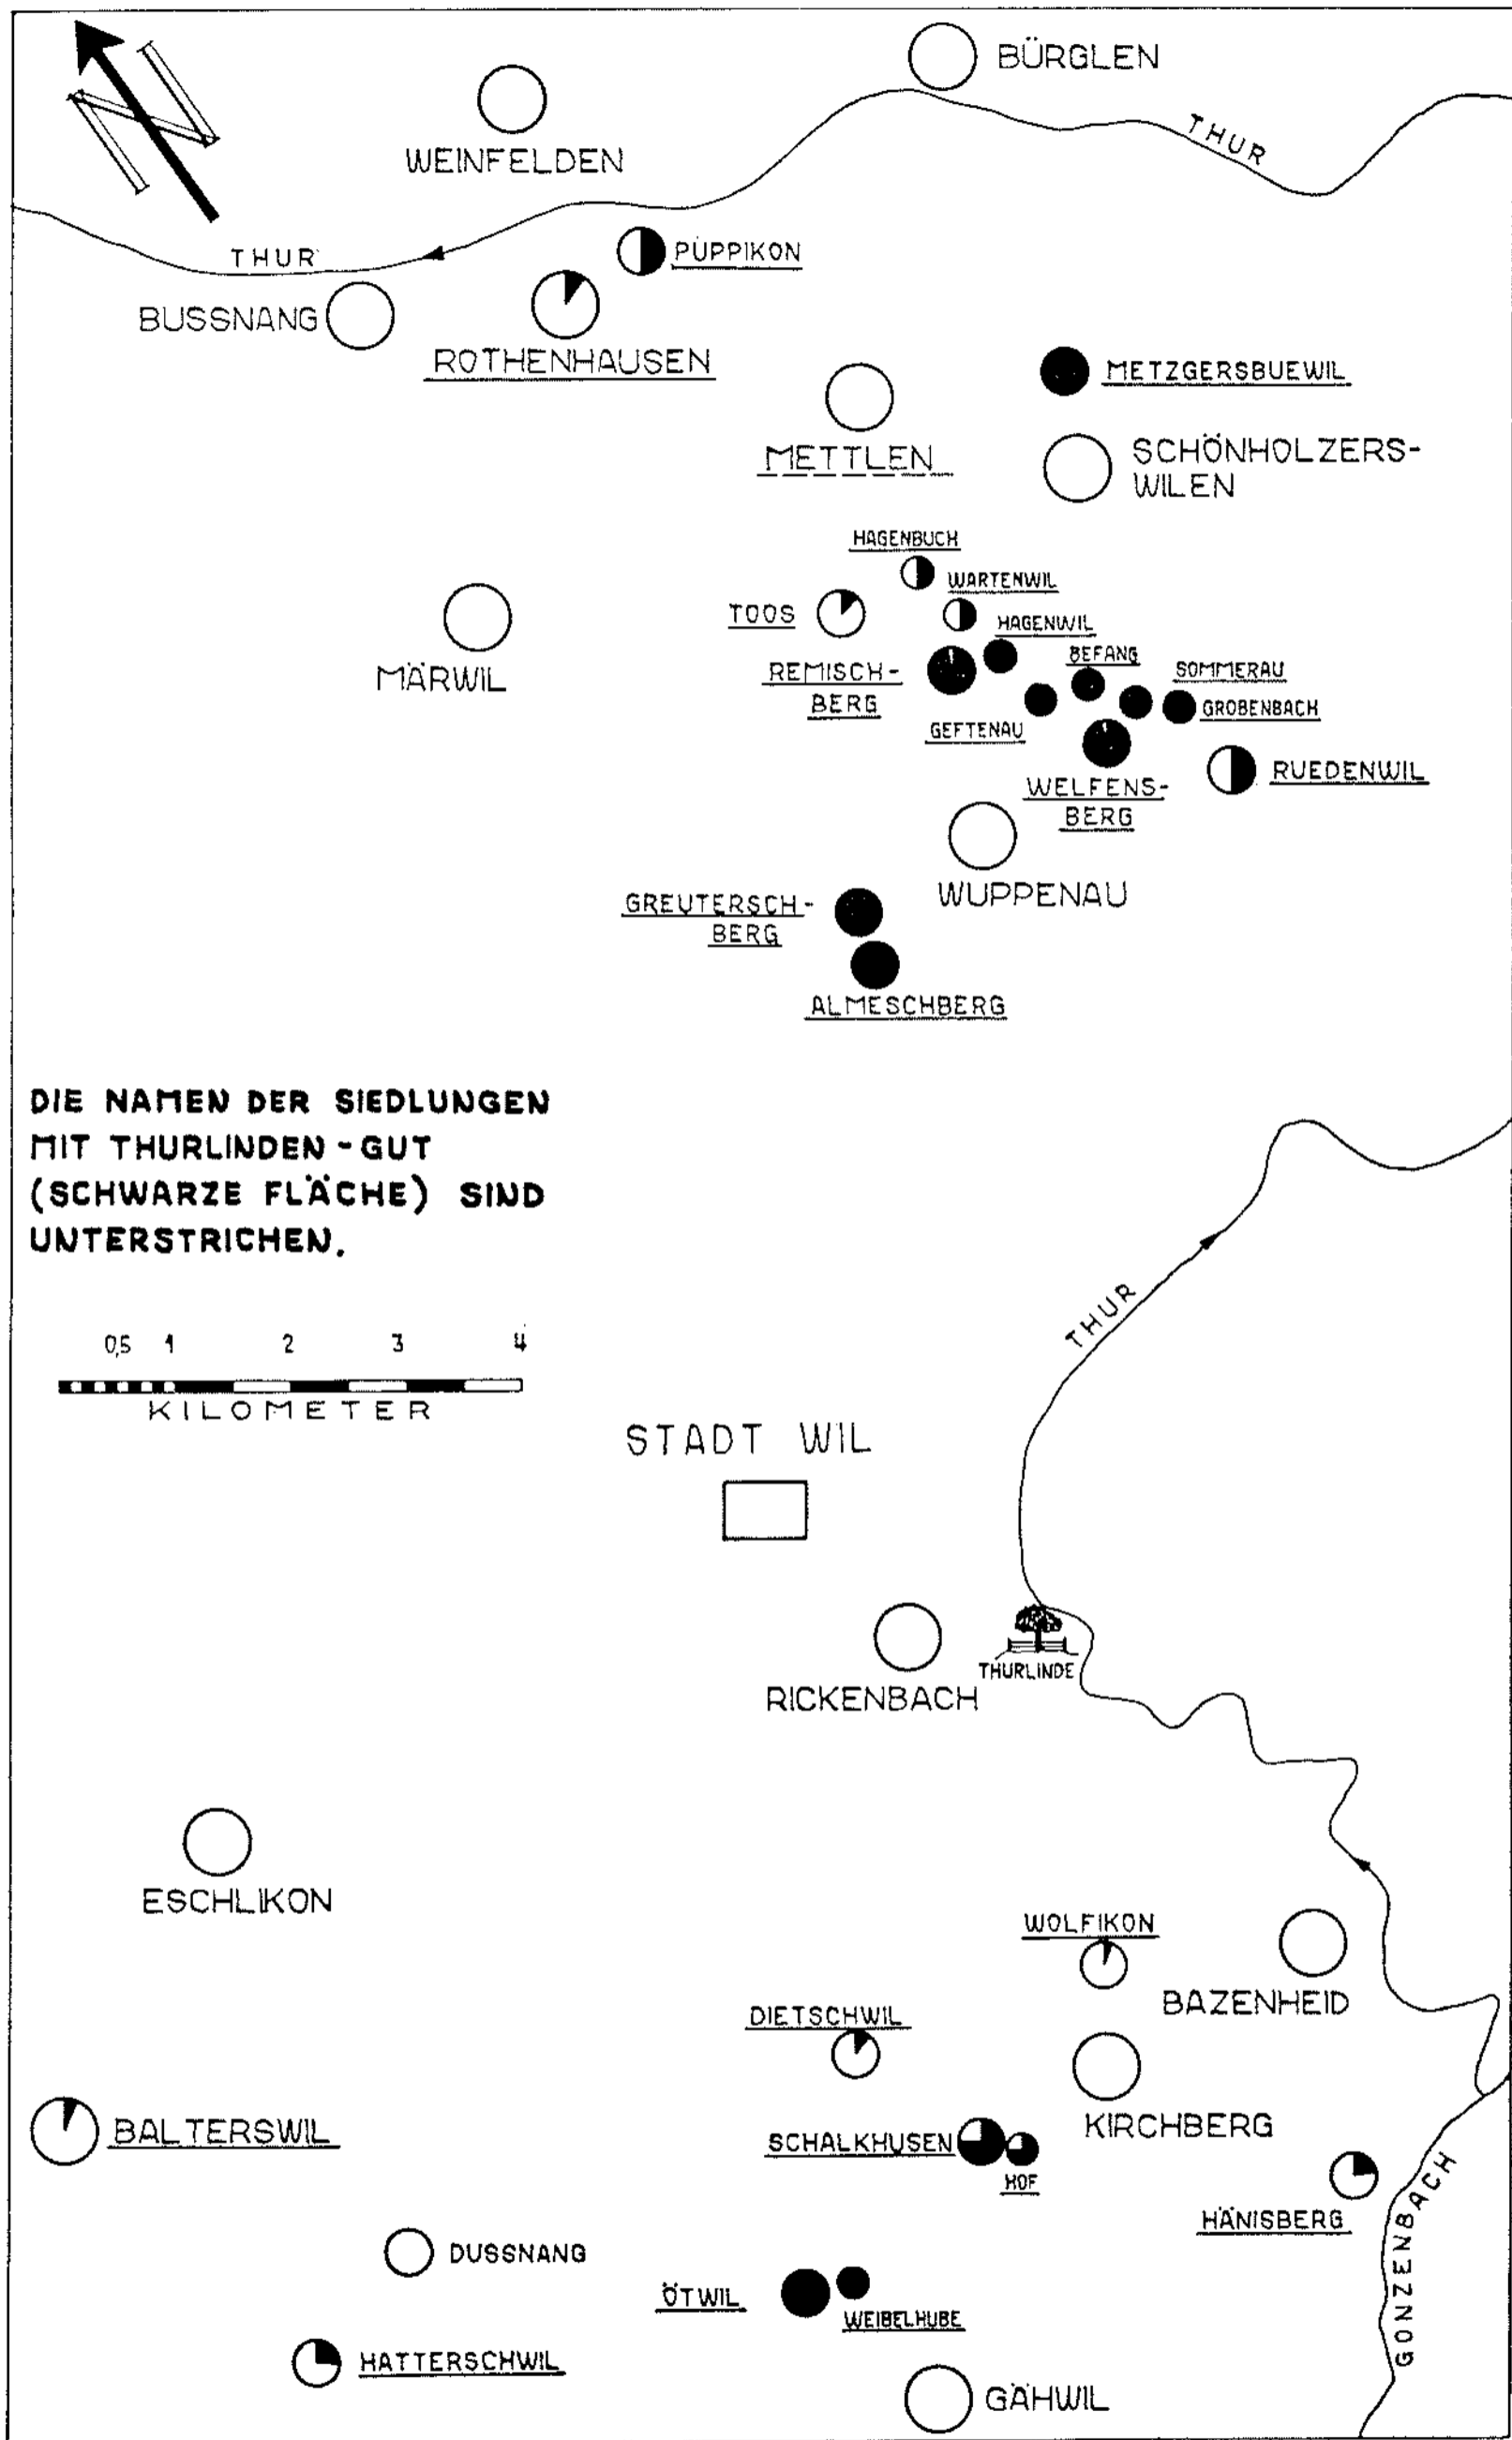 N
BÜRGLEN
WEINFELDEN
THUR
THUR
PÜPPIKON
BUSSNANG
ROTHENHAUSEN
METZGERSBUEWIL
METTLEN
SCHÖNHOLZERS-
WILEN
HAGENBUCH
WARTENWIL
TOOS
HAGENWIL
MÄRWIL
REMISCH-
BERG
BEFANG
SOMMERAU
GROBENBACH
GEFTENAU
RUEDENWIL
WELFENS-
BERG
WUPPENAU
GREUTERSCH-
BERG
ALMESCHBERG
DIE NAMEN DER SIEDLUNGEN
MIT THURLINDEN-GUT
(SCHWARZE FLÄCHE) SIND
UNTERSTRICHEN.
THUR
0,5 1 2 3 4
KILOMETER
STADT WIL
THURLINDE
RICKENBACH
ESCHLIKON
WOLFIKON
BAZENHEID
DIETSCHWIL
BALTERSWIL
KIRCHBERG
SCHALKHUSEN
HOF
HÄNISBERG
GONZENBACH
DUSSNANG
ÖTWIL
WEIBELHUBE
HATTERSCHWIL
GÄHWIL